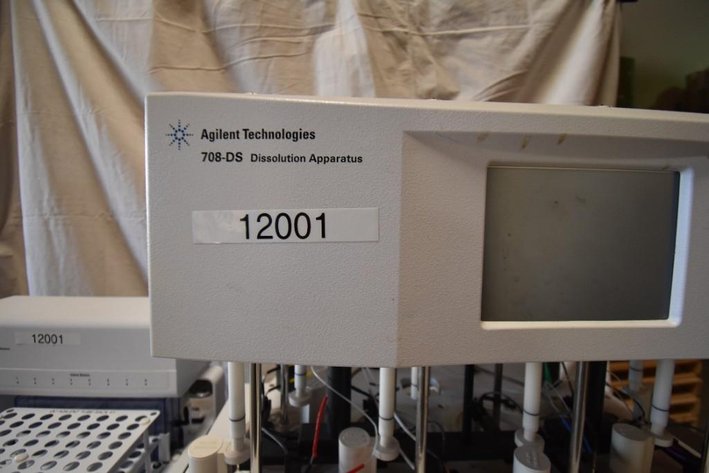 Agilent Technologies
708-DS Dissolution Apparatus
12001
12001